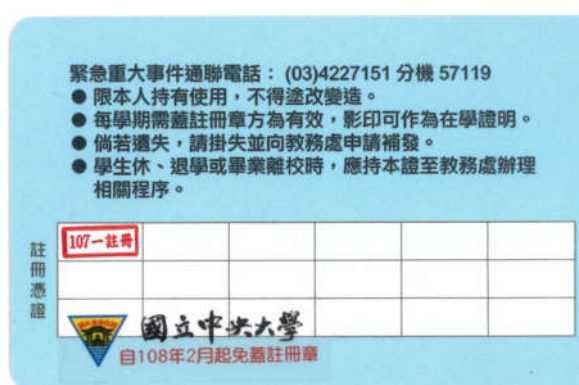 緊急重大事件通聯電話：(03)4227151 分機 57119
● 限本人持有使用，不得塗改變造。
● 每學期需蓋註冊章方為有效，影印可作為在學證明。
● 倘若遺失，請掛失並向教務處申請補發。
● 學生休、退學或畢業離校時，應持本證至教務處辦理
相關程序。
註冊憑證
107一註冊
國立中央大學
自108年2月起免蓋註冊章